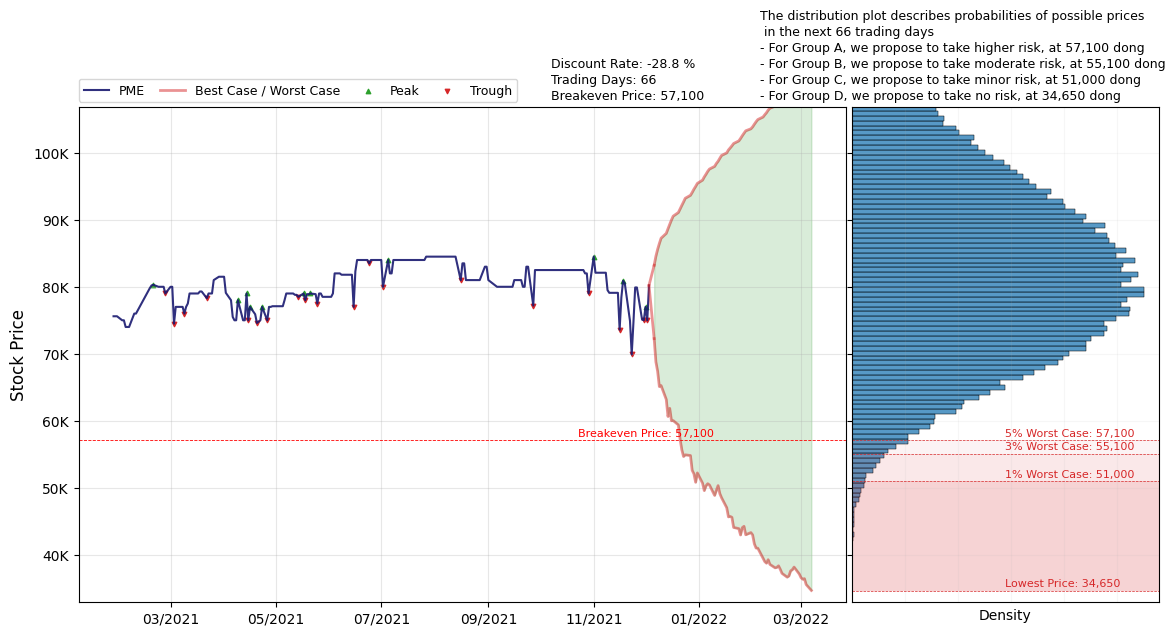 The distribution plot describes probabilities of possible prices
in the next 66 trading days
- For Group A, we propose to take higher risk, at 57,100 dong
- For Group B, we propose to take moderate risk, at 55,100 dong
- For Group C, we propose to take minor risk, at 51,000 dong
- For Group D, we propose to take no risk, at 34,650 dong
Discount Rate: -28.8 %
Trading Days: 66
Breakeven Price: 57,100
PME Best Case / Worst Case Peak Trough
Stock Price
100K
90K
80K
70K
60K
50K
40K
Breakeven Price: 57,100
5% Worst Case: 57,100
3% Worst Case: 55,100
1% Worst Case: 51,000
Lowest Price: 34,650
03/2021 05/2021 07/2021 09/2021 11/2021 01/2022 03/2022
Density